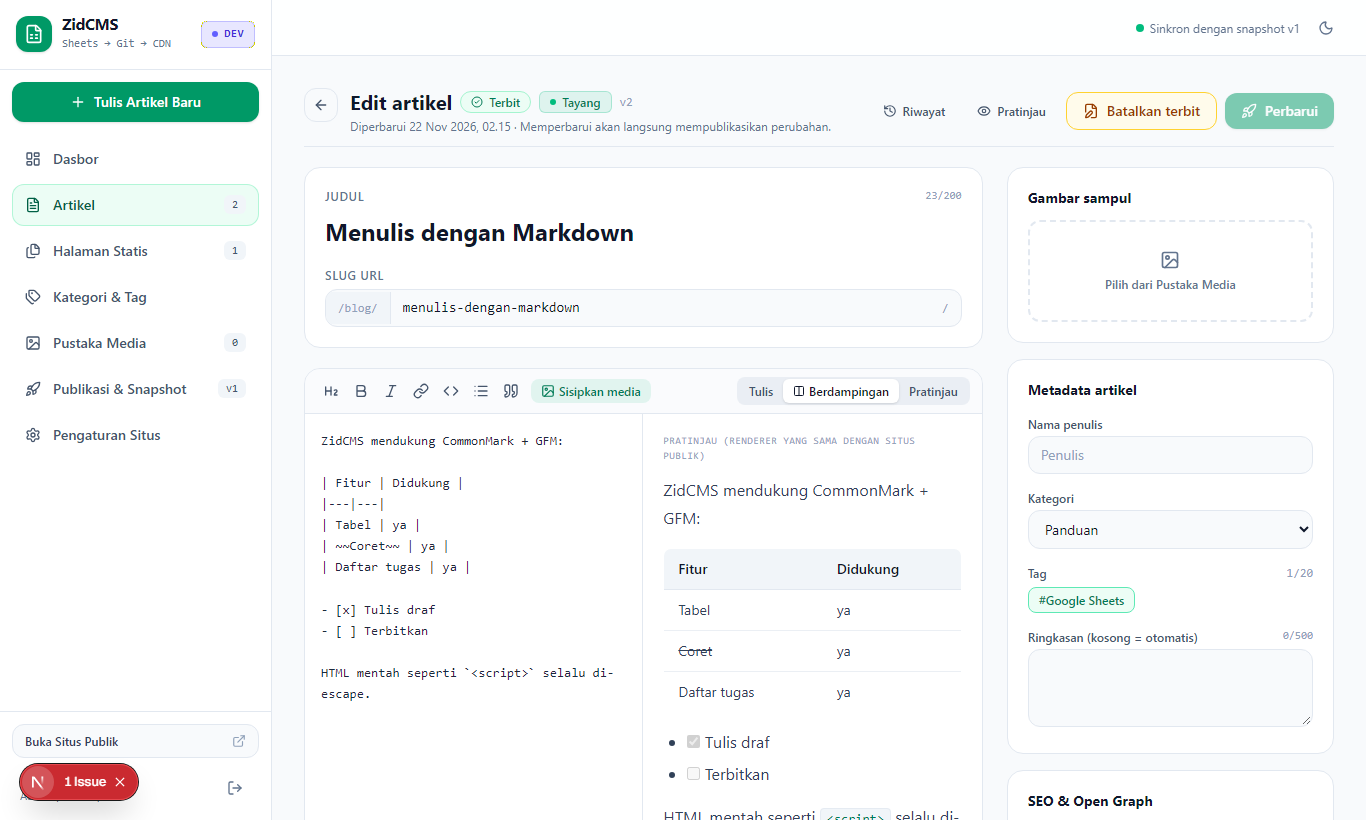 ZidCMS
Sheets → Git → CDN
DEV
Tulis Artikel Baru
Dasbor
Artikel 2
Halaman Statis 1
Kategori & Tag
Pustaka Media 0
Publikasi & Snapshot v1
Pengaturan Situs
Buka Situs Publik
N 1 Issue
Sinkron dengan snapshot v1
Edit artikel Terbit Tayang v2
Diperbarui 22 Nov 2026, 02.15 · Memperbarui akan langsung mempublikasikan perubahan.
Riwayat Pratinjau Batalkan terbit Perbarui
JUDUL 23/200
Menulis dengan Markdown
SLUG URL
/blog/ menulis-dengan-markdown /
H2 B I Sisipkan media Tulis Berdampingan Pratinjau
ZidCMS mendukung CommonMark + GFM:
| Fitur | Didukung |
|---|---|
| Tabel | ya |
| ~~Coret~~ | ya |
| Daftar tugas | ya |
- [x] Tulis draf
- [ ] Terbitkan
HTML mentah seperti `<script>` selalu di-
escape.
PRATINJAU (RENDERER YANG SAMA DENGAN SITUS
PUBLIK)
ZidCMS mendukung CommonMark +
GFM:
Fitur Didukung
Tabel ya
Coret ya
Daftar tugas ya
Tulis draf
Terbitkan
HTML mentah seperti <script> selalu di-
Gambar sampul
Pilih dari Pustaka Media
Metadata artikel
Nama penulis
Penulis
Kategori
Panduan
Tag 1/20
#Google Sheets
Ringkasan (kosong = otomatis) 0/500
SEO & Open Graph